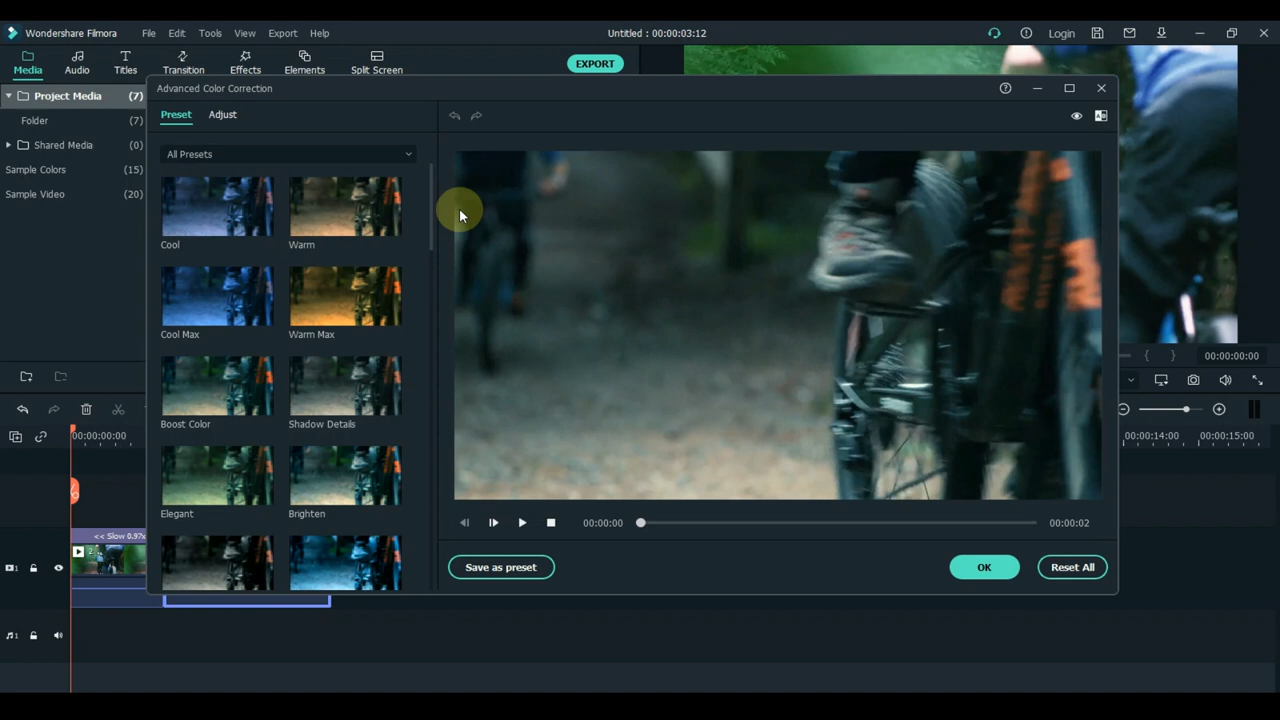 Wondershare Filmora File Edit Tools View Export Help Untitled : 00:00:03:12 Login
Media Audio Titles Transition Effects Elements Split Screen EXPORT
Project Media (7)
Folder (7)
Shared Media (0)
Sample Colors (15)
Sample Video (20)
Advanced Color Correction
Preset Adjust
All Presets
Cool Warm
Cool Max Warm Max
Boost Color Shadow Details
Elegant Brighten
00:00:00 00:00:02
Save as preset OK Reset All
00:00:00:00
00:00:00:00 00:00:14:00 00:00:15:00
<< Slow 0.97x
2
1
1